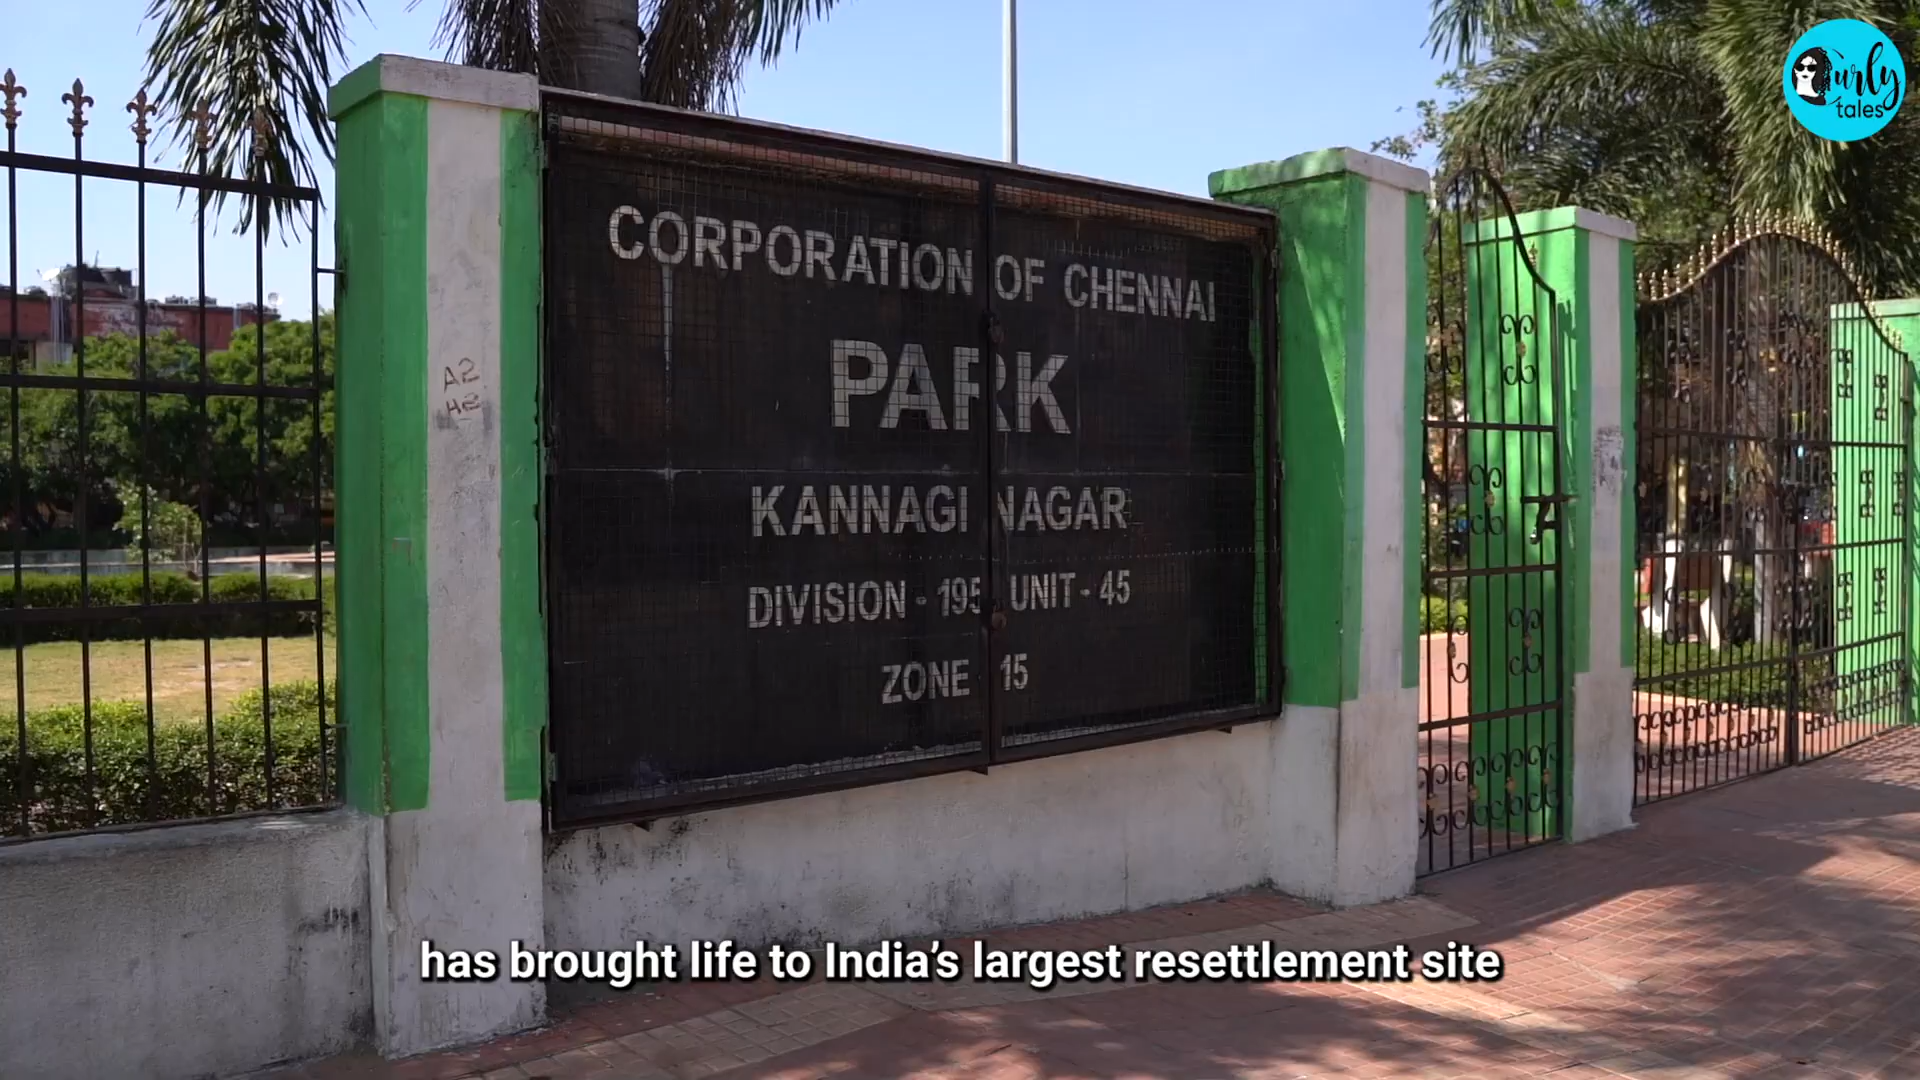 Curly
tales
CORPORATION OF CHENNAI
PARK
KANNAGI NAGAR
DIVISION - 195 UNIT - 45
ZONE 15
A2
has brought life to India's largest resettlement site